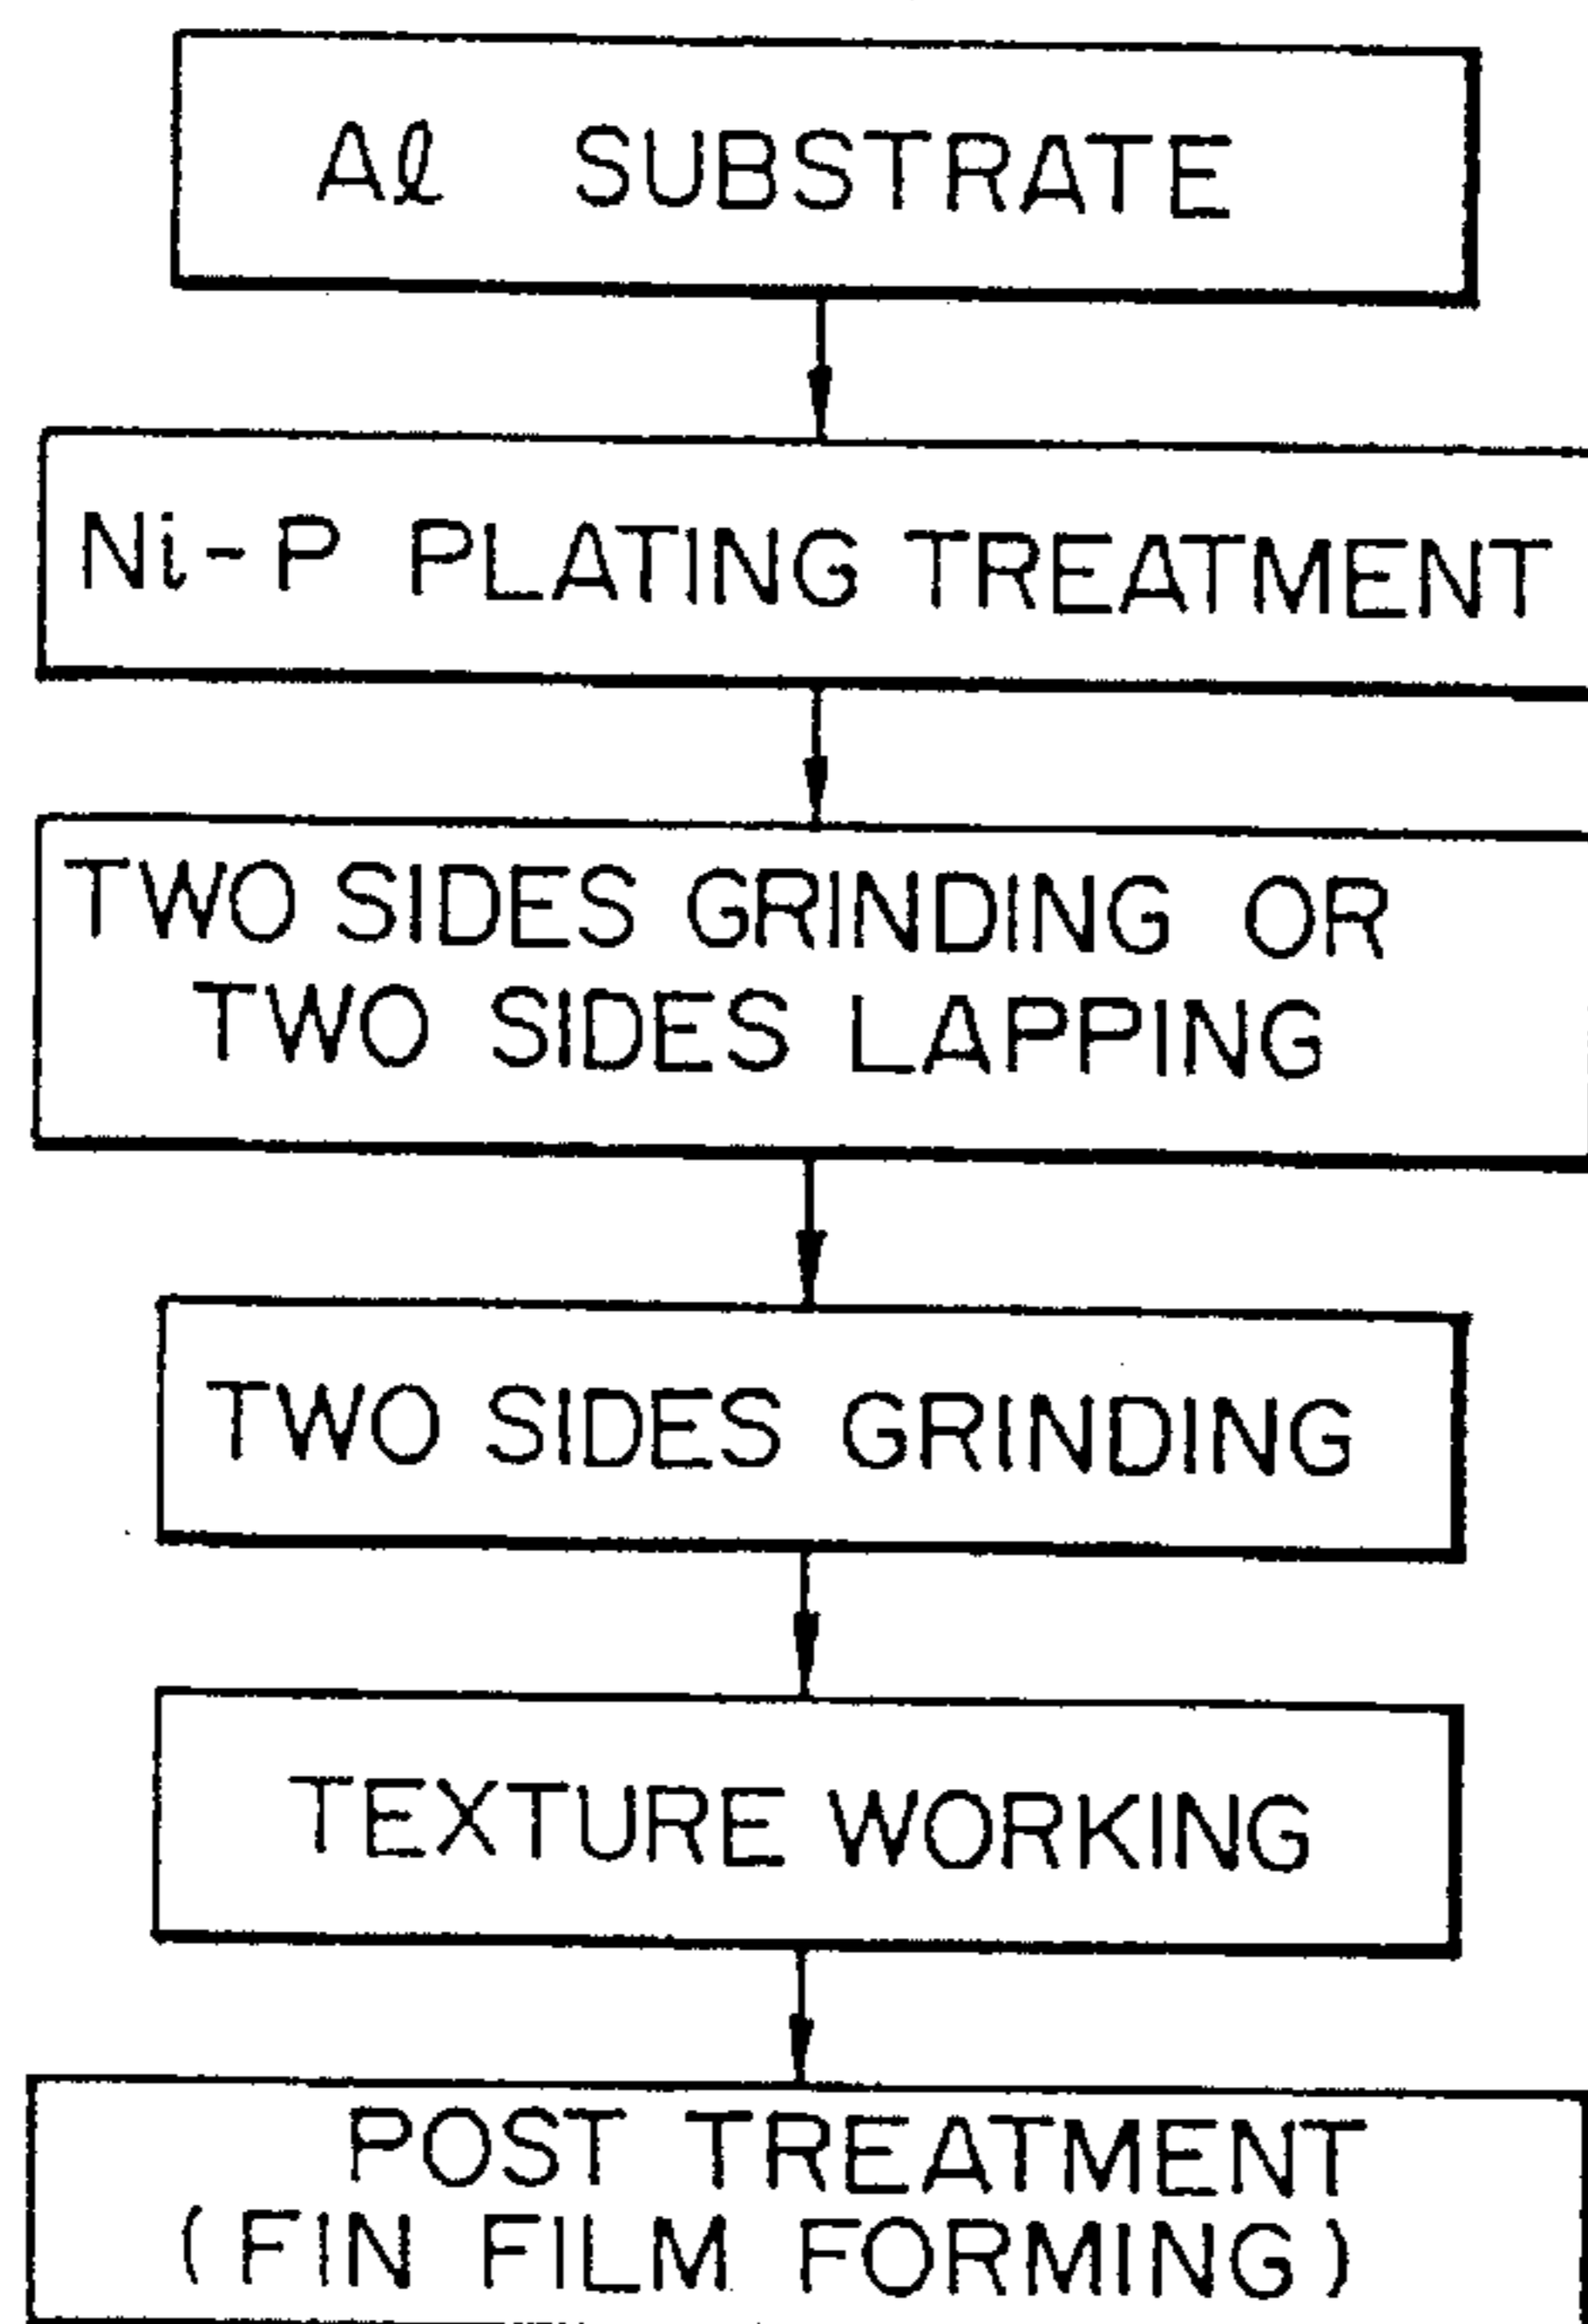 Aℓ SUBSTRATE
Ni-P PLATING TREATMENT
TWO SIDES GRINDING OR
TWO SIDES LAPPING
TWO SIDES GRINDING
TEXTURE WORKING
POST TREATMENT
(FIN FILM FORMING)